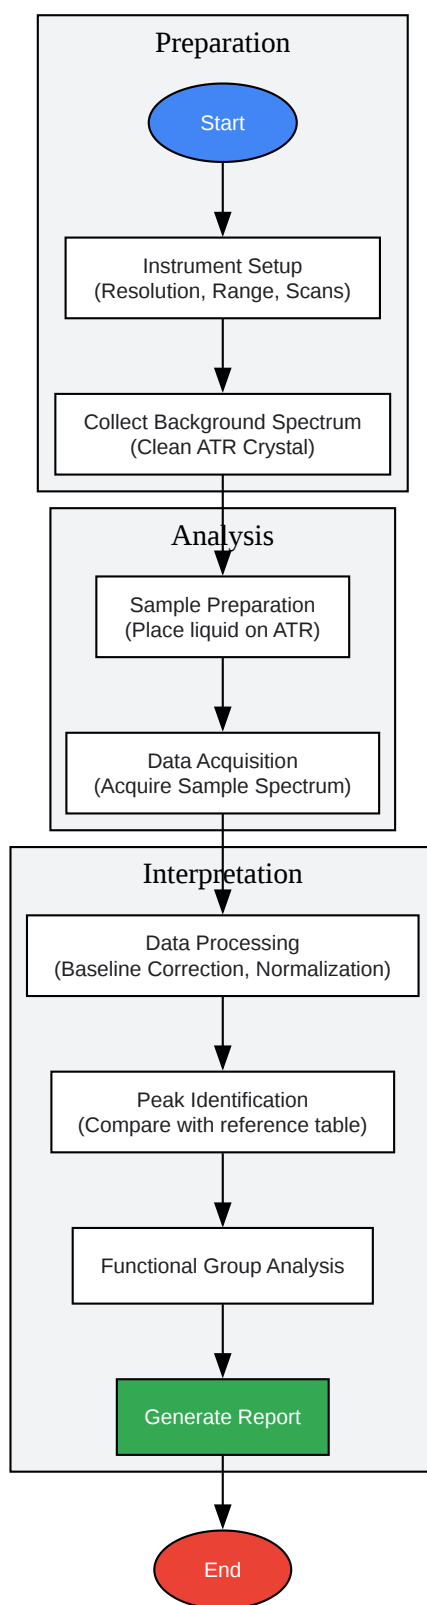 Preparation
Start
Instrument Setup
(Resolution, Range, Scans)
Collect Background Spectrum
(Clean ATR Crystal)
Analysis
Sample Preparation
(Place liquid on ATR)
Data Acquisition
(Acquire Sample Spectrum)
Interpretation
Data Processing
(Baseline Correction, Normalization)
Peak Identification
(Compare with reference table)
Functional Group Analysis
Generate Report
End